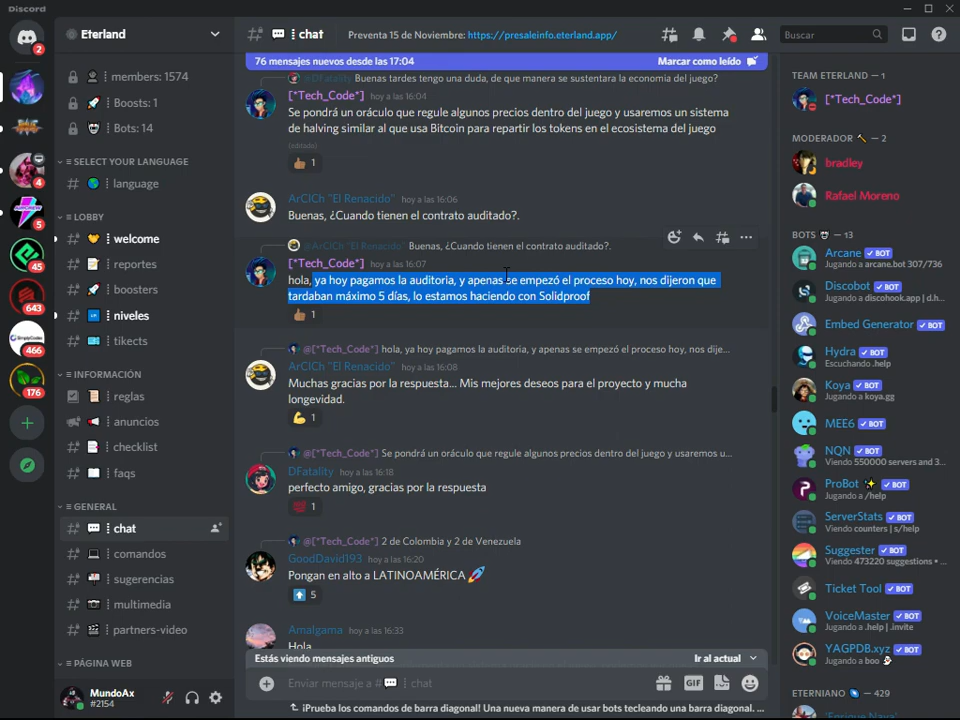 Discord
Eterland
chat
Preventa 15 de Noviembre: https://presaleinfo.eterland.app/
Buscar
members: 1574
Boosts: 1
Bots: 14
SELECT YOUR LANGUAGE
language
LOBBY
welcome
reportes
boosters
niveles
tikects
INFORMACIÓN
reglas
anuncios
checklist
faqs
GENERAL
chat
comandos
sugerencias
multimedia
partners-video
PÁGINA WEB
MundoAx
#2154
2
4
5
45
643
466
176
76 mensajes nuevos desde las 17:04
Marcar como leído
@DFatality Buenas tardes tengo una duda, de que manera se sustentara la economia del juego?
[*Tech_Code*] hoy a las 16:04
Se pondrá un oráculo que regule algunos precios dentro del juego y usaremos un sistema
de halving similar al que usa Bitcoin para repartir los tokens en el ecosistema del juego
(editado)
1
ArClCh "El Renacido" hoy a las 16:06
Buenas, ¿Cuando tienen el contrato auditado?.
@ArClCh "El Renacido" Buenas, ¿Cuando tienen el contrato auditado?.
[*Tech_Code*] hoy a las 16:07
hola, ya hoy pagamos la auditoria, y apenas se empezó el proceso hoy, nos dijeron que
tardaban máximo 5 días, lo estamos haciendo con Solidproof
1
@[*Tech_Code*] hola, ya hoy pagamos la auditoria, y apenas se empezó el proceso hoy, nos dije...
ArClCh "El Renacido" hoy a las 16:08
Muchas gracias por la respuesta... Mis mejores deseos para el proyecto y mucha
longevidad.
1
@[*Tech_Code*] Se pondrá un oráculo que regule algunos precios dentro del juego y usaremos u...
DFatality hoy a las 16:18
perfecto amigo, gracias por la respuesta
1
@[*Tech_Code*] 2 de Colombia y 2 de Venezuela
GoodDavid193 hoy a las 16:20
Pongan en alto a LATINOAMÉRICA
5
Amalgama hoy a las 16:33
Hola
Estás viendo mensajes antiguos
Ir al actual
Enviar mensaje a # chat
GIF
¡Prueba los comandos de barra diagonal! Una nueva manera de usar bots tecleando una barra diagonal. ...
TEAM ETERLAND — 1
[*Tech_Code*]
MODERADOR — 2
bradley
Rafael Moreno
BOTS — 13
Arcane BOT
Jugando a arcane.bot 307/736
Discobot BOT
Jugando a discohook.app | d.h...
Embed Generator BOT
Hydra BOT
Escuchando .help
Koya BOT
Jugando a koya.gg
MEE6 BOT
NQN BOT
Viendo 550000 servers and 3...
ProBot BOT
Jugando a /help
ServerStats BOT
Viendo counters | s/help
Suggester BOT
Viendo 473220 suggestions • ...
Ticket Tool BOT
VoiceMaster BOT
Jugando a .help | .invite
YAGPDB.xyz BOT
Jugando a boo
ETERNIANO — 429